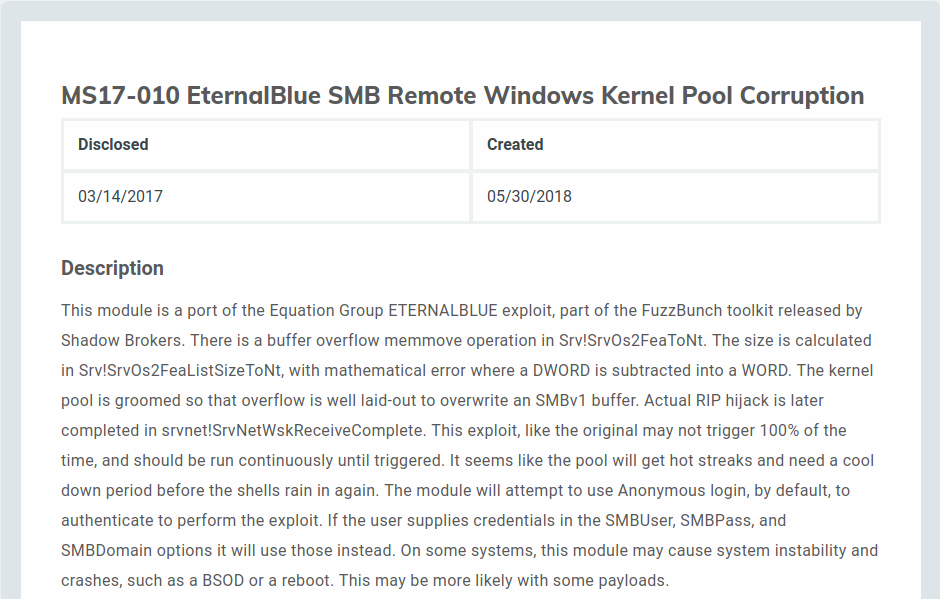 MS17-010 EternalBlue SMB Remote Windows Kernel Pool Corruption
Disclosed Created
03/14/2017 05/30/2018
Description
This module is a port of the Equation Group ETERNALBLUE exploit, part of the FuzzBunch toolkit released by
Shadow Brokers. There is a buffer overflow memmove operation in Srv!SrvOs2FeaToNt. The size is calculated
in Srv!SrvOs2FeaListSizeToNt, with mathematical error where a DWORD is subtracted into a WORD. The kernel
pool is groomed so that overflow is well laid-out to overwrite an SMBv1 buffer. Actual RIP hijack is later
completed in srvnet!SrvNetWskReceiveComplete. This exploit, like the original may not trigger 100% of the
time, and should be run continuously until triggered. It seems like the pool will get hot streaks and need a cool
down period before the shells rain in again. The module will attempt to use Anonymous login, by default, to
authenticate to perform the exploit. If the user supplies credentials in the SMBUser, SMBPass, and
SMBDomain options it will use those instead. On some systems, this module may cause system instability and
crashes, such as a BSOD or a reboot. This may be more likely with some payloads.